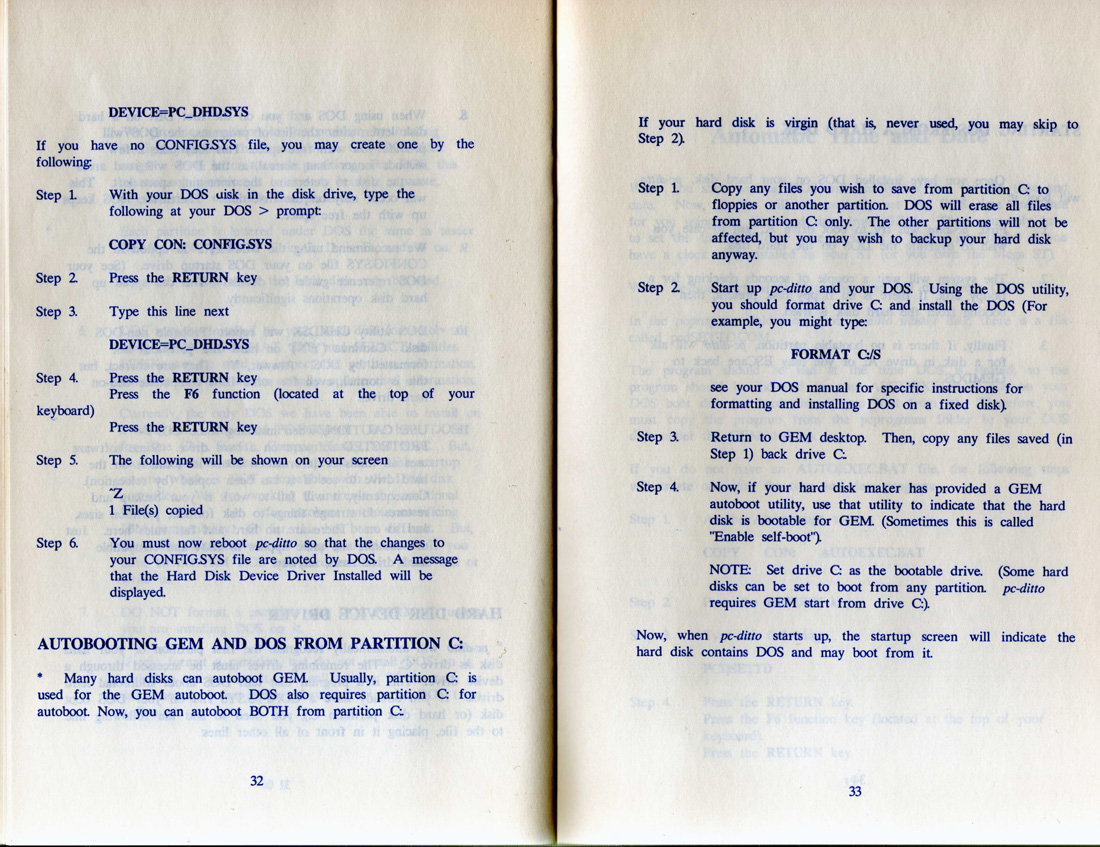 DEVICE=PC_DHD.SYS
If you have no CONFIG.SYS file, you may create one by the
following:
Step 1. With your DOS uisk in the disk drive, type the
following at your DOS > prompt:
COPY CON: CONFIG.SYS
Step 2. Press the RETURN key
Step 3. Type this line next
DEVICE=PC_DHD.SYS
Step 4. Press the RETURN key
Press the F6 function (located at the top of your
keyboard)
Press the RETURN key
Step 5. The following will be shown on your screen
^Z
1 File(s) copied
Step 6. You must now reboot pc-ditto so that the changes to
your CONFIG.SYS file are noted by DOS. A message
that the Hard Disk Device Driver Installed will be
displayed.
AUTOBOOTING GEM AND DOS FROM PARTITION C:
* Many hard disks can autoboot GEM. Usually, partition C: is
used for the GEM autoboot. DOS also requires partition C: for
autoboot. Now, you can autoboot BOTH from partition C:.
32
If your hard disk is virgin (that is, never used, you may skip to
Step 2).
Step 1. Copy any files you wish to save from partition C: to
floppies or another partition. DOS will erase all files
from partition C: only. The other partitions will not be
affected, but you may wish to backup your hard disk
anyway.
Step 2. Start up pc-ditto and your DOS. Using the DOS utility,
you should format drive C: and install the DOS (For
example, you might type:
FORMAT C:/S
see your DOS manual for specific instructions for
formatting and installing DOS on a fixed disk).
Step 3. Return to GEM desktop. Then, copy any files saved (in
Step 1) back drive C:.
Step 4. Now, if your hard disk maker has provided a GEM
autoboot utility, use that utility to indicate that the hard
disk is bootable for GEM. (Sometimes this is called
"Enable self-boot").
NOTE: Set drive C: as the bootable drive. (Some hard
disks can be set to boot from any partition. pc-ditto
requires GEM start from drive C:).
Now, when pc-ditto starts up, the startup screen will indicate the
hard disk contains DOS and may boot from it.
33